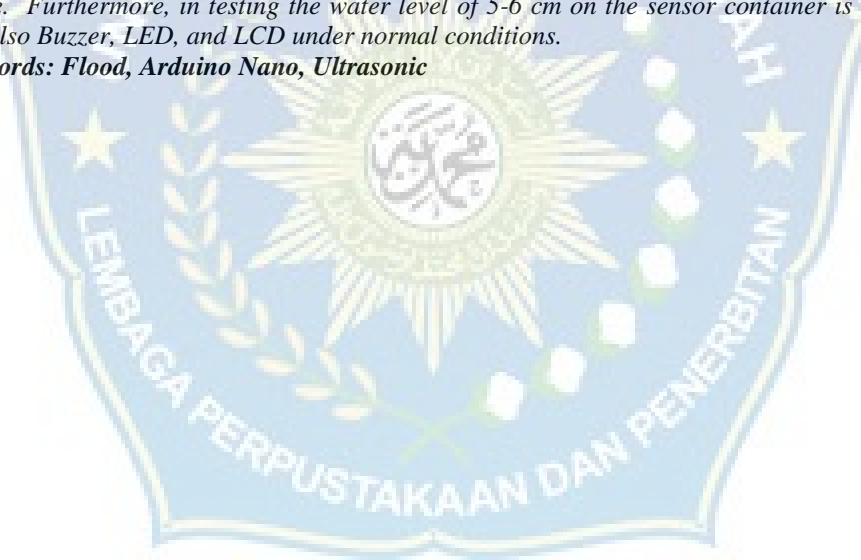 Furthermore, in testing the water level of 5-6 cm on the sensor container is
lso Buzzer, LED, and LCD under normal conditions.
ords: Flood, Arduino Nano, Ultrasonic
AH
LEMBAGA PERPUSTAKAAN DAN PENERBITAN